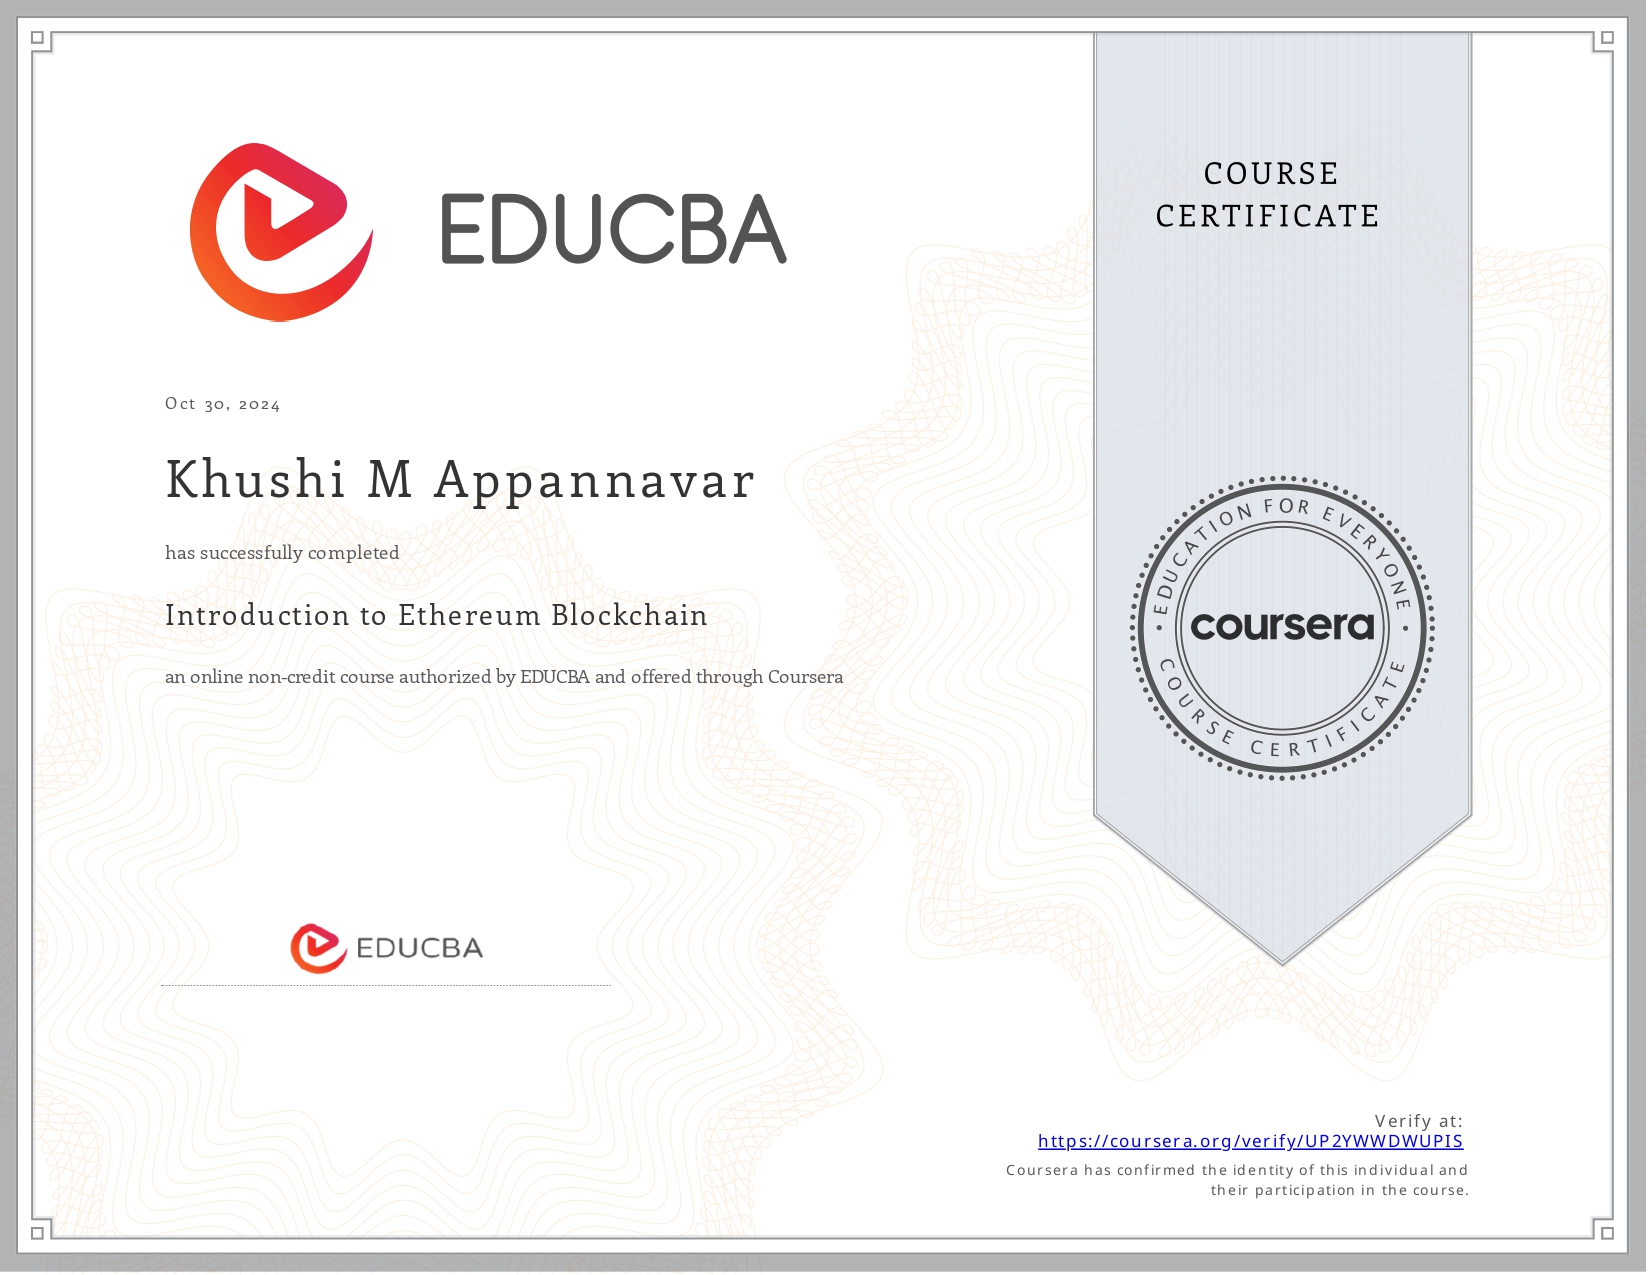 EDUCBA
COURSE
CERTIFICATE
Oct 30, 2024
Khushi M Appannavar
has successfully completed
Introduction to Ethereum Blockchain
an online non-credit course authorized by EDUCBA and offered through Coursera
EDUCATION FOR EVERYONE
coursera
COURSE CERTIFICATE
EDUCBA
Verify at:
https://coursera.org/verify/UP2YWWDWUPIS
Coursera has confirmed the identity of this individual and
their participation in the course.